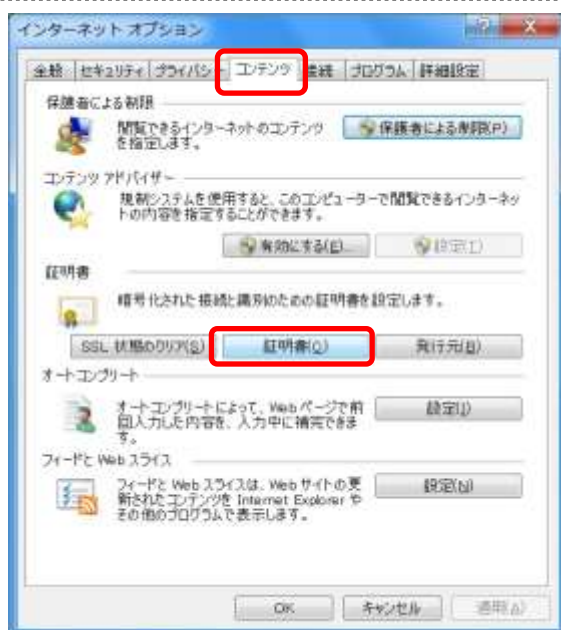 インターネット オプション
全般 セキュリティ プライバシー コンテンツ 接続 プログラム 詳細設定
保護者による制限
閲覧できるインターネットのコンテンツ
を指定します。
保護者による制限(P)
コンテンツ アドバイザー
規制システムを使用すると、このコンピューターで閲覧できるインターネッ
トの内容を指定することができます。
有効にする(E)...
設定(T)
証明書
暗号化された接続と識別のための証明書を設定します。
SSL 状態のクリア(S)
証明書(C)
発行元(B)
オートコンプリート
オートコンプリートによって、Web ページで前
回入力した内容を、入力中に補完できま
す。
設定(I)
フィードと Web スライス
フィードと Web スライスは、Web サイトの更
新されたコンテンツを Internet Explorer や
その他のプログラムで表示します。
設定(N)
OK
キャンセル
適用(A)